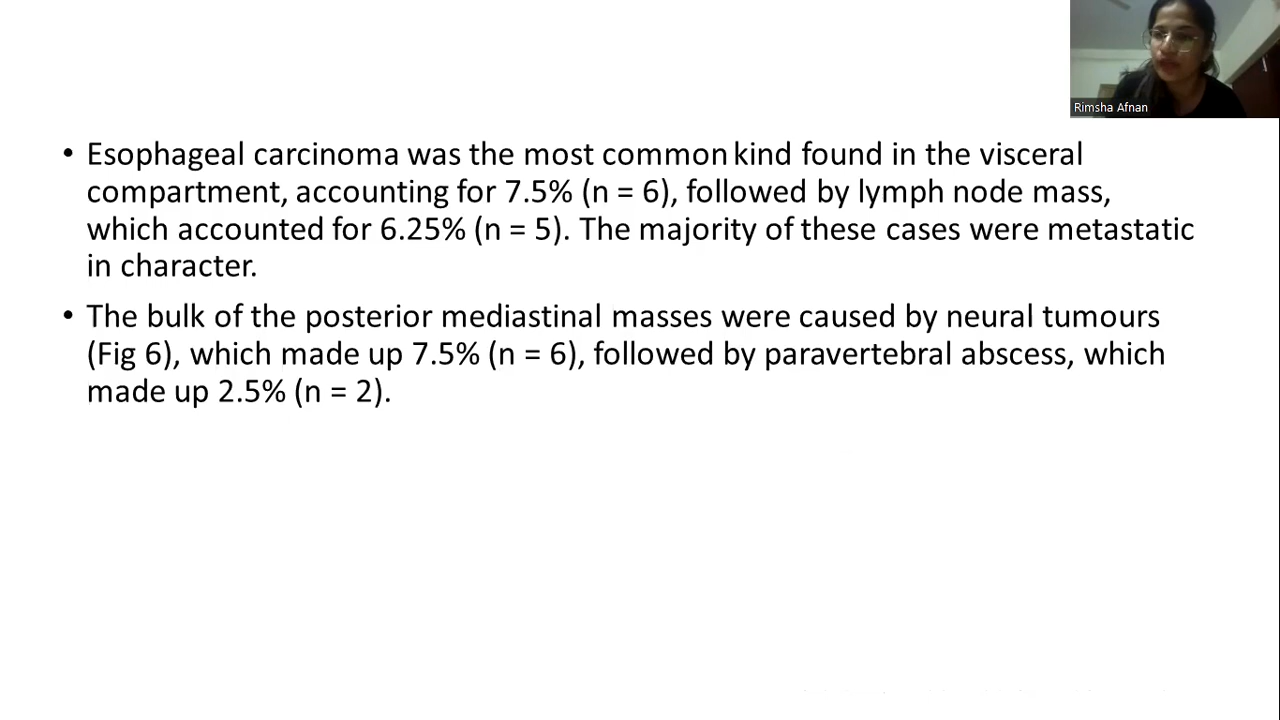 Rimsha Afnan
• Esophageal carcinoma was the most common kind found in the visceral
compartment, accounting for 7.5% (n = 6), followed by lymph node mass,
which accounted for 6.25% (n = 5). The majority of these cases were metastatic
in character.
• The bulk of the posterior mediastinal masses were caused by neural tumours
(Fig 6), which made up 7.5% (n = 6), followed by paravertebral abscess, which
made up 2.5% (n = 2).